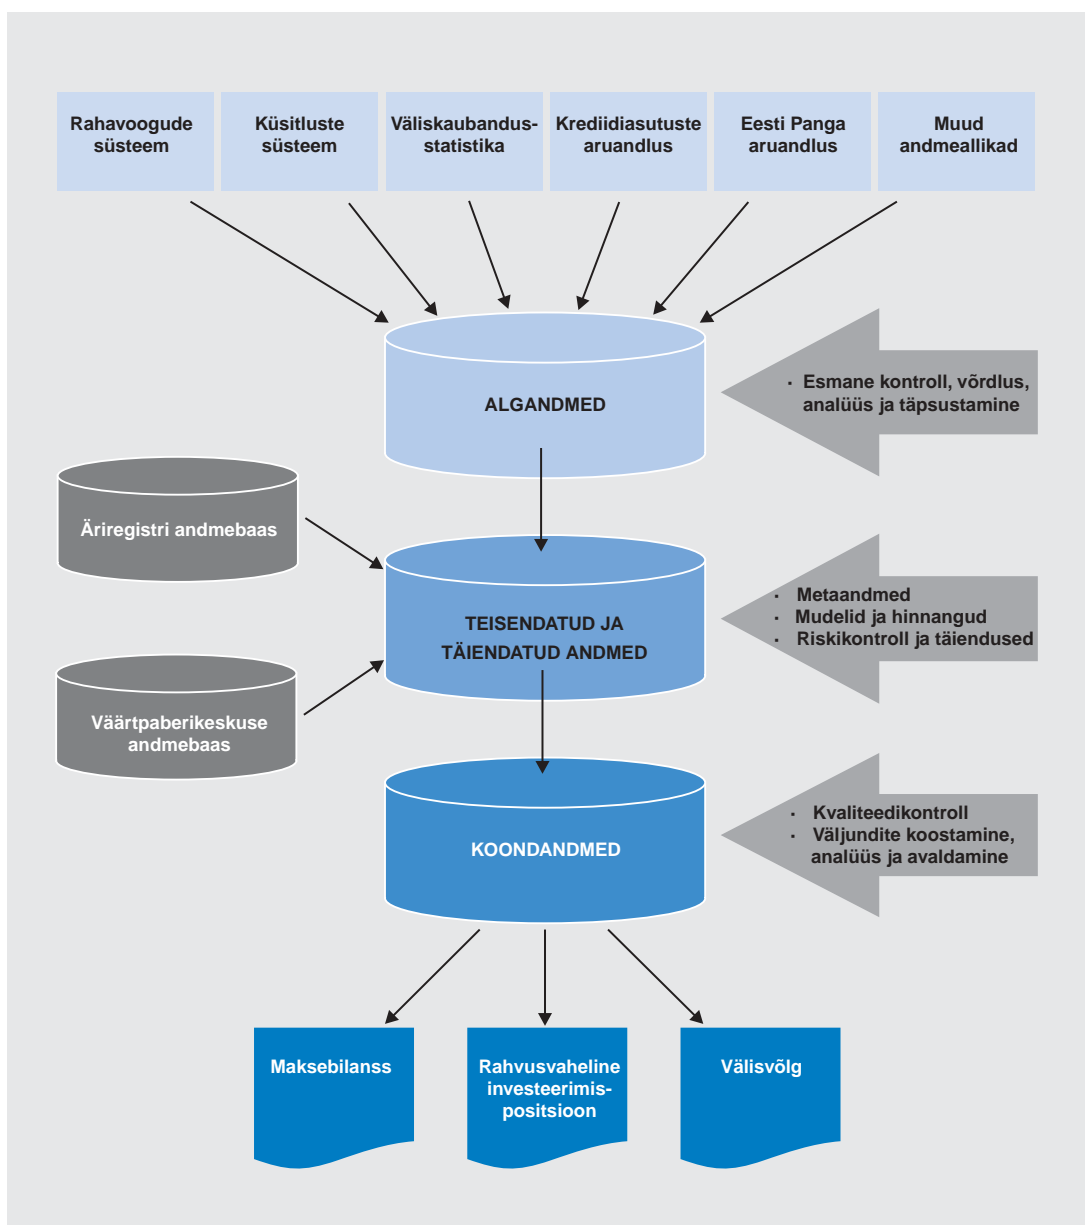 Rahavoogude
süsteem
Küsitluste
süsteem
Väliskaubandus-
statistika
Krediidiasutuste
aruandlus
Eesti Panga
aruandlus
Muud
andmeallikad
ALGANDMED
· Esmane kontroll, võrdlus,
analüüs ja täpsustamine
Äriregistri andmebaas
TEISENDATUD JA
TÄIENDATUD ANDMED
· Metaandmed
· Mudelid ja hinnangud
· Riskikontroll ja täiendused
Väärtpaberikeskuse
andmebaas
KOONDANDMED
· Kvaliteedikontroll
· Väljundite koostamine,
analüüs ja avaldamine
Maksebilanss
Rahvusvaheline
investeerimis-
positsioon
Välisvõlg